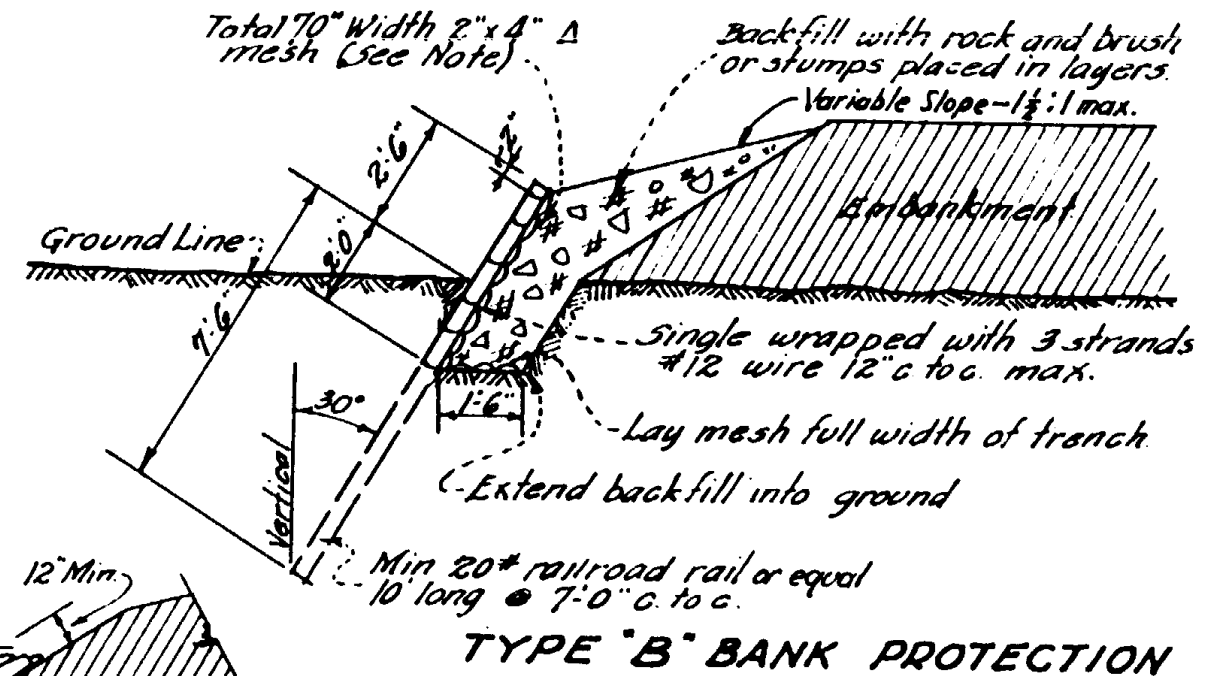 Total 70" Width 2"x4" Δ
mesh (See Note)
Backfill with rock and brush
or stumps placed in layers.
Variable Slope-1½:1 max.
2"
2'-6"
2'-0"
7'-6"
Ground Line
Embankment
Single wrapped with 3 strands
#12 wire 12" c. to c. max.
1'-6"
30°
Vertical
Lay mesh full width of trench
Extend backfill into ground
Min 20# railroad rail or equal
10' long @ 7'-0" c. to c.
12" Min.
TYPE "B" BANK PROTECTION